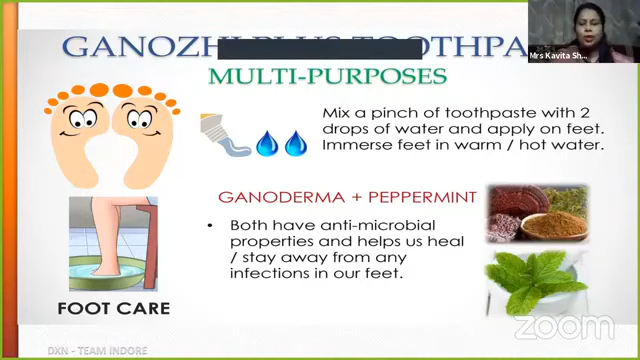 Mrs Kavita Sh...
MULTI-PURPOSES
Mix a pinch of toothpaste with 2
drops of water and apply on feet.
Immerse feet in warm / hot water.
GANODERMA + PEPPERMINT
• Both have anti-microbial
properties and helps us heal
/ stay away from any
infections in our feet.
FOOT CARE
zoom
DXN - TEAM INDORE